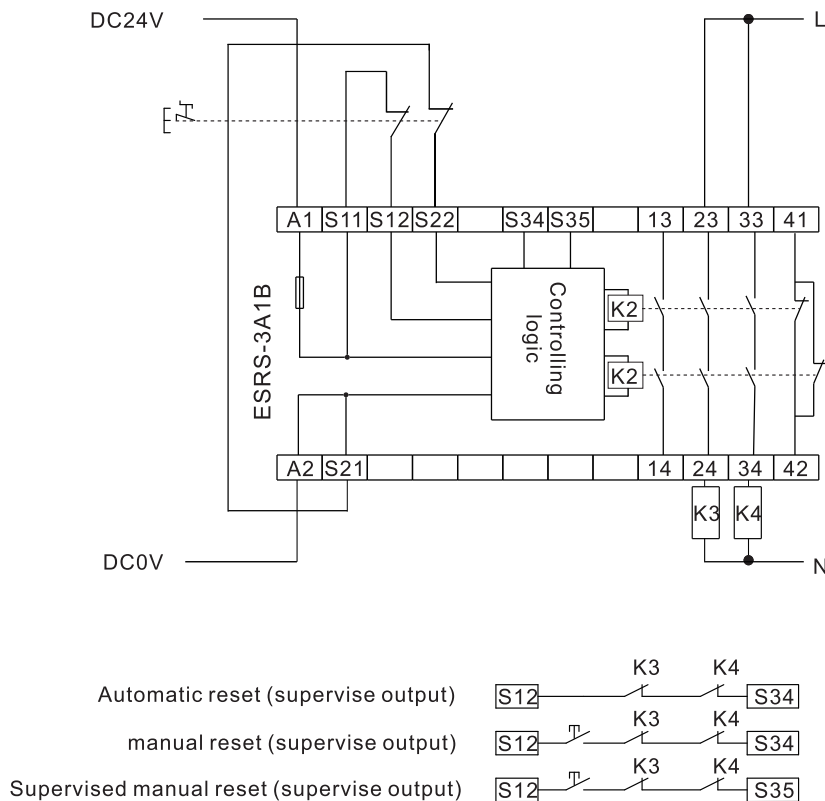 DC24V
L
A1 S11 S12 S22 S34 S35 13 23 33 41
ESRS-3A1B
Controlling
logic
K2
K2
A2 S21 14 24 34 42
K3 K4
DC0V
N
K3 K4
Automatic reset (supervise output) S12 S34
K3 K4
manual reset (supervise output) S12 S34
K3 K4
Supervised manual reset (supervise output) S12 S35